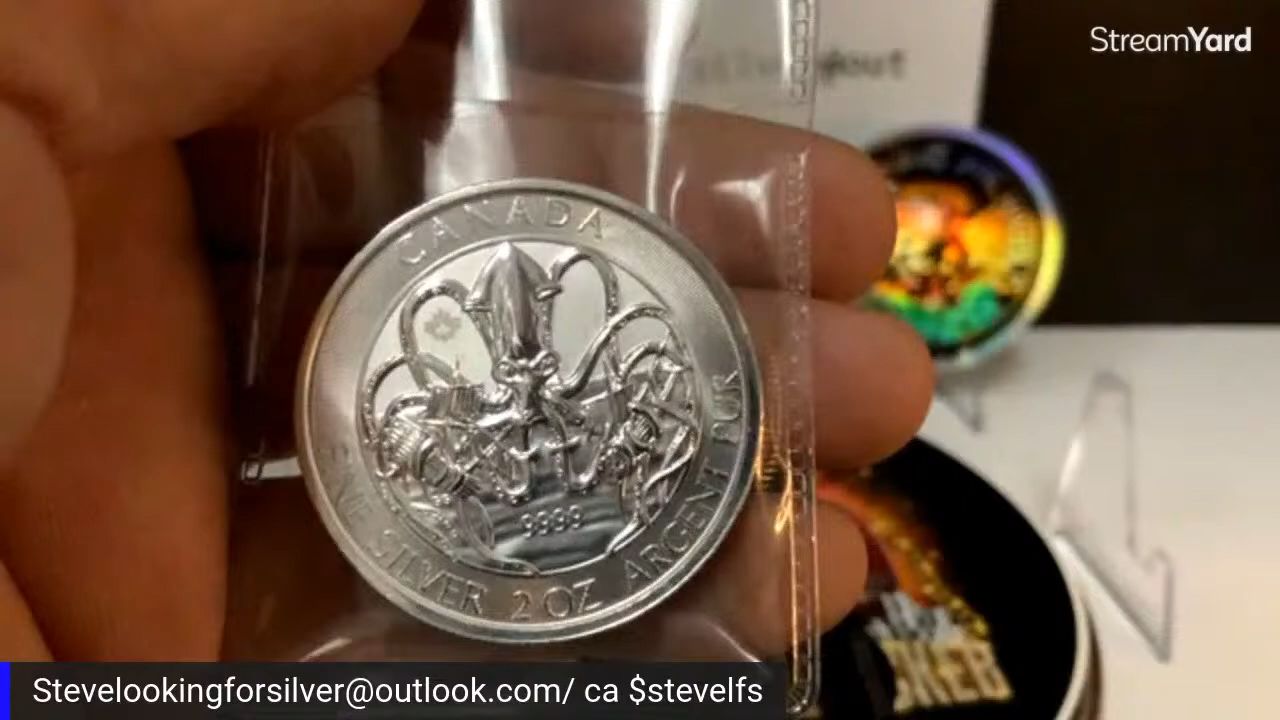 StreamYard
CANADA
FINE SILVER 2 OZ ARGENT PUR
9999
Stevelookingforsilver@outlook.com/ ca $stevelfs